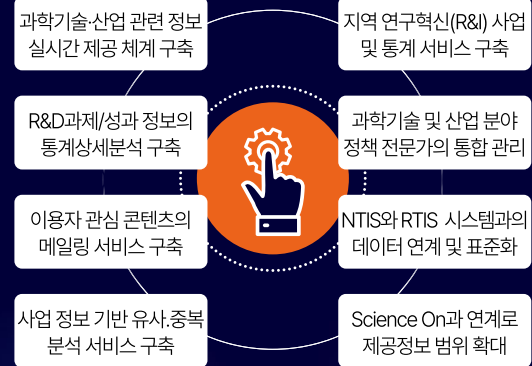 과학기술·산업 관련 정보
실시간 제공 체계 구축
지역 연구혁신(R&I) 사업
및 통계 서비스 구축
R&D과제/성과 정보의
통계상세분석 구축
과학기술 및 산업 분야
정책 전문가의 통합 관리
이용자 관심 콘텐츠의
메일링 서비스 구축
NTIS와 RTIS 시스템과의
데이터 연계 및 표준화
사업 정보 기반 유사.중복
분석 서비스 구축
Science On과 연계로
제공정보 범위 확대